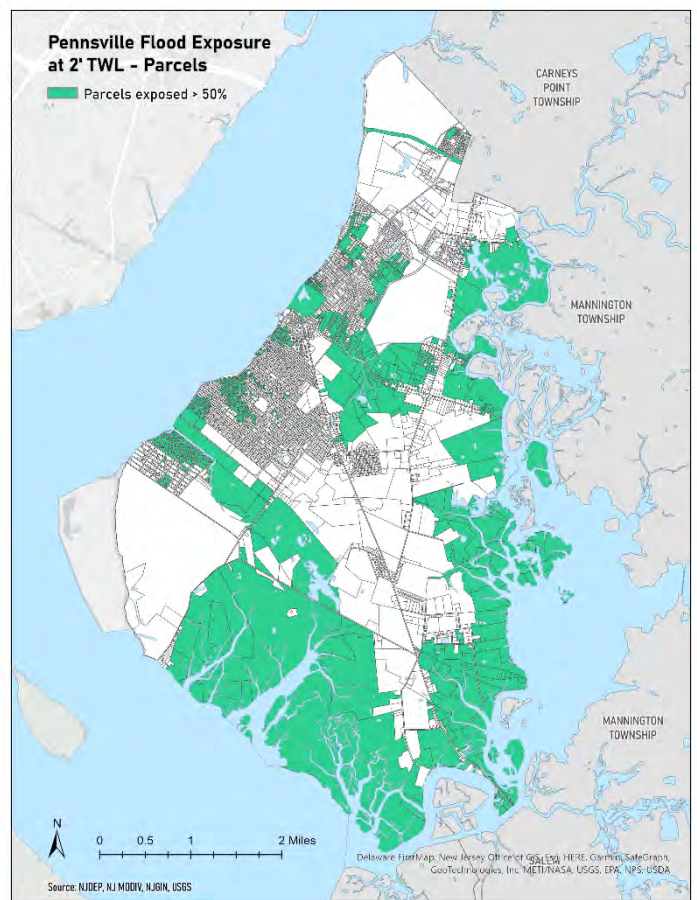 Pennsville Flood Exposure
at 2' TWL - Parcels
Parcels exposed > 50%
CARNEYS
POINT
TOWNSHIP
MANNINGTON
TOWNSHIP
MANNINGTON
TOWNSHIP
N
0 0.5 1 2 Miles
SALEM
Delaware FirstMap, New Jersey Office of GIS, Esri, HERE, Garmin, SafeGraph,
GeoTechnologies, Inc, METI/NASA, USGS, EPA, NPS, USDA
Source: NJDEP, NJ MODIV, NJGIN, USGS